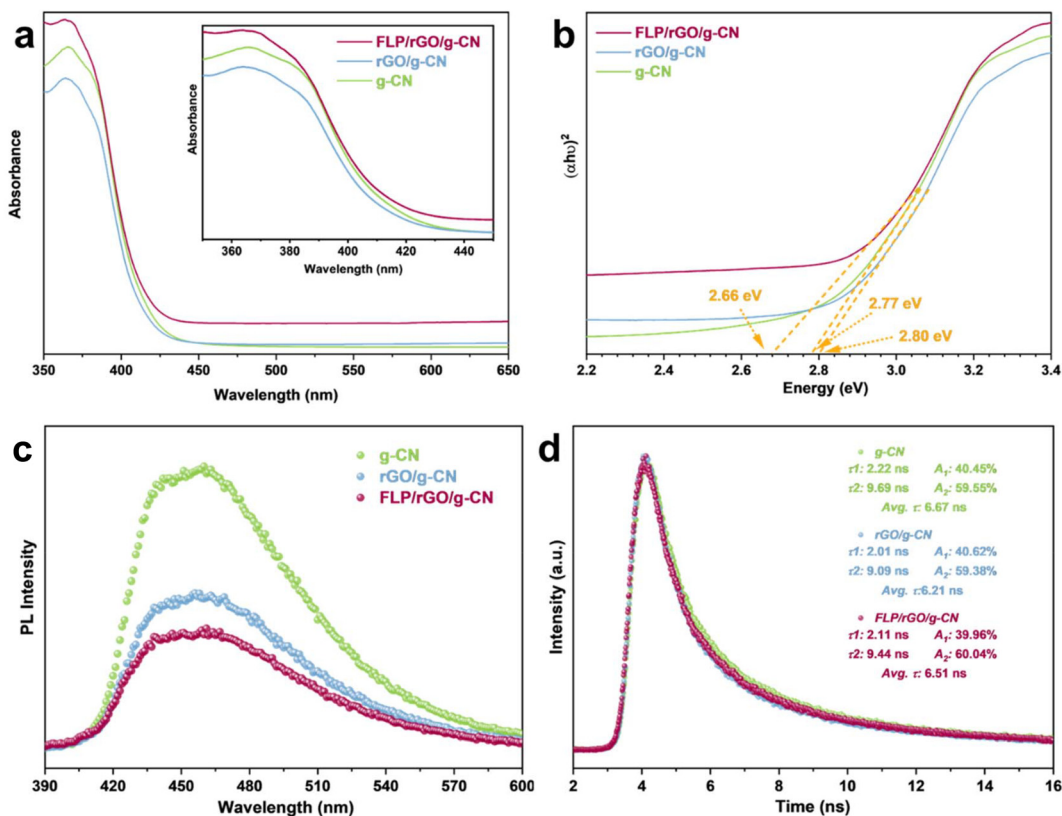 a
FLP/rGO/g-CN
rGO/g-CN
g-CN
Absorbance
360 380 400 420 440
Wavelength (nm)
Absorbance
350 400 450 500 550 600 650
Wavelength (nm)
b
FLP/rGO/g-CN
rGO/g-CN
g-CN
(αhυ)²
2.66 eV
2.77 eV
2.80 eV
2.2 2.4 2.6 2.8 3.0 3.2 3.4
Energy (eV)
c
g-CN
rGO/g-CN
FLP/rGO/g-CN
PL Intensity
390 420 450 480 510 540 570 600
Wavelength (nm)
d
g-CN
τ1: 2.22 ns A₁: 40.45%
τ2: 9.69 ns A₂: 59.55%
Avg. τ: 6.67 ns
rGO/g-CN
τ1: 2.01 ns A₁: 40.62%
τ2: 9.09 ns A₂: 59.38%
Avg. τ:6.21 ns
FLP/rGO/g-CN
τ1: 2.11 ns A₁: 39.96%
τ2: 9.44 ns A₂: 60.04%
Avg. τ: 6.51 ns
Intensity (a.u.)
2 4 6 8 10 12 14 16
Time (ns)